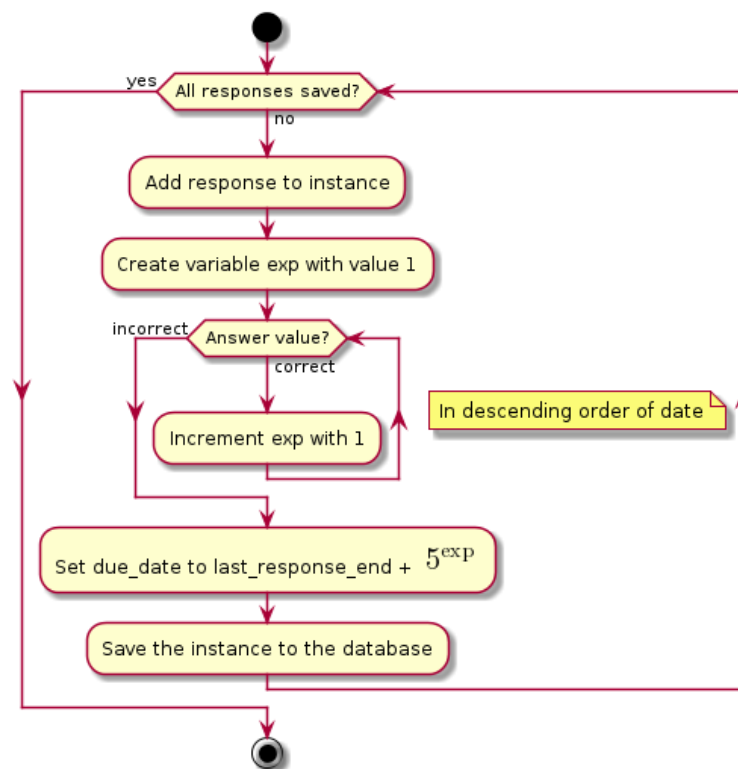 yes
All responses saved?
no
Add response to instance
Create variable exp with value 1
incorrect
Answer value?
correct
In descending order of date
Increment exp with 1
Set due_date to last_response_end + 5^exp
Save the instance to the database